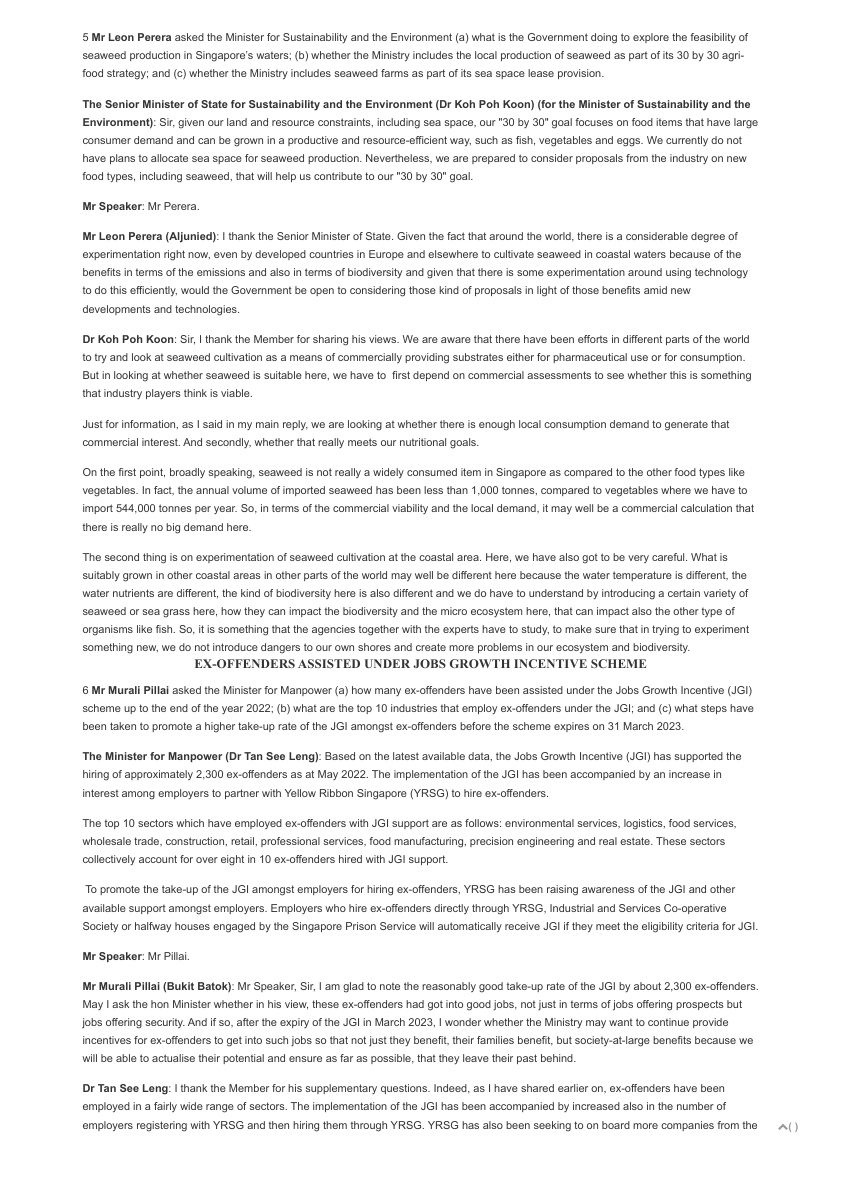 5 Mr Leon Perera asked the Minister for Sustainability and the Environment (a) what is the Government doing to explore the feasibility of
seaweed production in Singapore's waters; (b) whether the Ministry includes the local production of seaweed as part of its 30 by 30 agri-
food strategy; and (c) whether the Ministry includes seaweed farms as part of its sea space lease provision.
The Senior Minister of State for Sustainability and the Environment (Dr Koh Poh Koon) (for the Minister of Sustainability and the
Environment): Sir, given our land and resource constraints, including sea space, our "30 by 30" goal focuses on food items that have large
consumer demand and can be grown in a productive and resource-efficient way, such as fish, vegetables and eggs. We currently do not
have plans to allocate sea space for seaweed production. Nevertheless, we are prepared to consider proposals from the industry on new
food types, including seaweed, that will help us contribute to our "30 by 30" goal.
Mr Speaker: Mr Perera.
Mr Leon Perera (Aljunied): I thank the Senior Minister of State. Given the fact that around the world, there is a considerable degree of
experimentation right now, even by developed countries in Europe and elsewhere to cultivate seaweed in coastal waters because of the
benefits in terms of the emissions and also in terms of biodiversity and given that there is some experimentation around using technology
to do this efficiently, would the Government be open to considering those kind of proposals in light of those benefits amid new
developments and technologies.
Dr Koh Poh Koon: Sir, I thank the Member for sharing his views. We are aware that there have been efforts in different parts of the world
to try and look at seaweed cultivation as a means of commercially providing substrates either for pharmaceutical use or for consumption.
But in looking at whether seaweed is suitable here, we have to first depend on commercial assessments to see whether this is something
that industry players think is viable.
Just for information, as I said in my main reply, we are looking at whether there is enough local consumption demand to generate that
commercial interest. And secondly, whether that really meets our nutritional goals.
On the first point, broadly speaking, seaweed is not really a widely consumed item in Singapore as compared to the other food types like
vegetables. In fact, the annual volume of imported seaweed has been less than 1,000 tonnes, compared to vegetables where we have to
import 544,000 tonnes per year. So, in terms of the commercial viability and the local demand, it may well be a commercial calculation that
there is really no big demand here.
The second thing is on experimentation of seaweed cultivation at the coastal area. Here, we have also got to be very careful. What is
suitably grown in other coastal areas in other parts of the world may well be different here because the water temperature is different, the
water nutrients are different, the kind of biodiversity here is also different and we do have to understand by introducing a certain variety of
seaweed or sea grass here, how they can impact the biodiversity and the micro ecosystem here, that can impact also the other type of
organisms like fish. So, it is something that the agencies together with the experts have to study, to make sure that in trying to experiment
something new, we do not introduce dangers to our own shores and create more problems in our ecosystem and biodiversity.
EX-OFFENDERS ASSISTED UNDER JOBS GROWTH INCENTIVE SCHEME
6 Mr Murali Pillai asked the Minister for Manpower (a) how many ex-offenders have been assisted under the Jobs Growth Incentive (JGI)
scheme up to the end of the year 2022; (b) what are the top 10 industries that employ ex-offenders under the JGI; and (c) what steps have
been taken to promote a higher take-up rate of the JGI amongst ex-offenders before the scheme expires on 31 March 2023.
The Minister for Manpower (Dr Tan See Leng): Based on the latest available data, the Jobs Growth Incentive (JGI) has supported the
hiring of approximately 2,300 ex-offenders as at May 2022. The implementation of the JGI has been accompanied by an increase in
interest among employers to partner with Yellow Ribbon Singapore (YRSG) to hire ex-offenders.
The top 10 sectors which have employed ex-offenders with JGI support are as follows: environmental services, logistics, food services,
wholesale trade, construction, retail, professional services, food manufacturing, precision engineering and real estate. These sectors
collectively account for over eight in 10 ex-offenders hired with JGI support.
To promote the take-up of the JGI amongst employers for hiring ex-offenders, YRSG has been raising awareness of the JGI and other
available support amongst employers. Employers who hire ex-offenders directly through YRSG, Industrial and Services Co-operative
Society or halfway houses engaged by the Singapore Prison Service will automatically receive JGI if they meet the eligibility criteria for JGI.
Mr Speaker: Mr Pillai.
Mr Murali Pillai (Bukit Batok): Mr Speaker, Sir, I am glad to note the reasonably good take-up rate of the JGI by about 2,300 ex-offenders.
May I ask the hon Minister whether in his view, these ex-offenders had got into good jobs, not just in terms of jobs offering prospects but
jobs offering security. And if so, after the expiry of the JGI in March 2023, I wonder whether the Ministry may want to continue provide
incentives for ex-offenders to get into such jobs so that not just they benefit, their families benefit, but society-at-large benefits because we
will be able to actualise their potential and ensure as far as possible, that they leave their past behind.
Dr Tan See Leng: I thank the Member for his supplementary questions. Indeed, as I have shared earlier on, ex-offenders have been
employed in a fairly wide range of sectors. The implementation of the JGI has been accompanied by increased also in the number of
employers registering with YRSG and then hiring them through YRSG. YRSG has also been seeking to on board more companies from the
( )